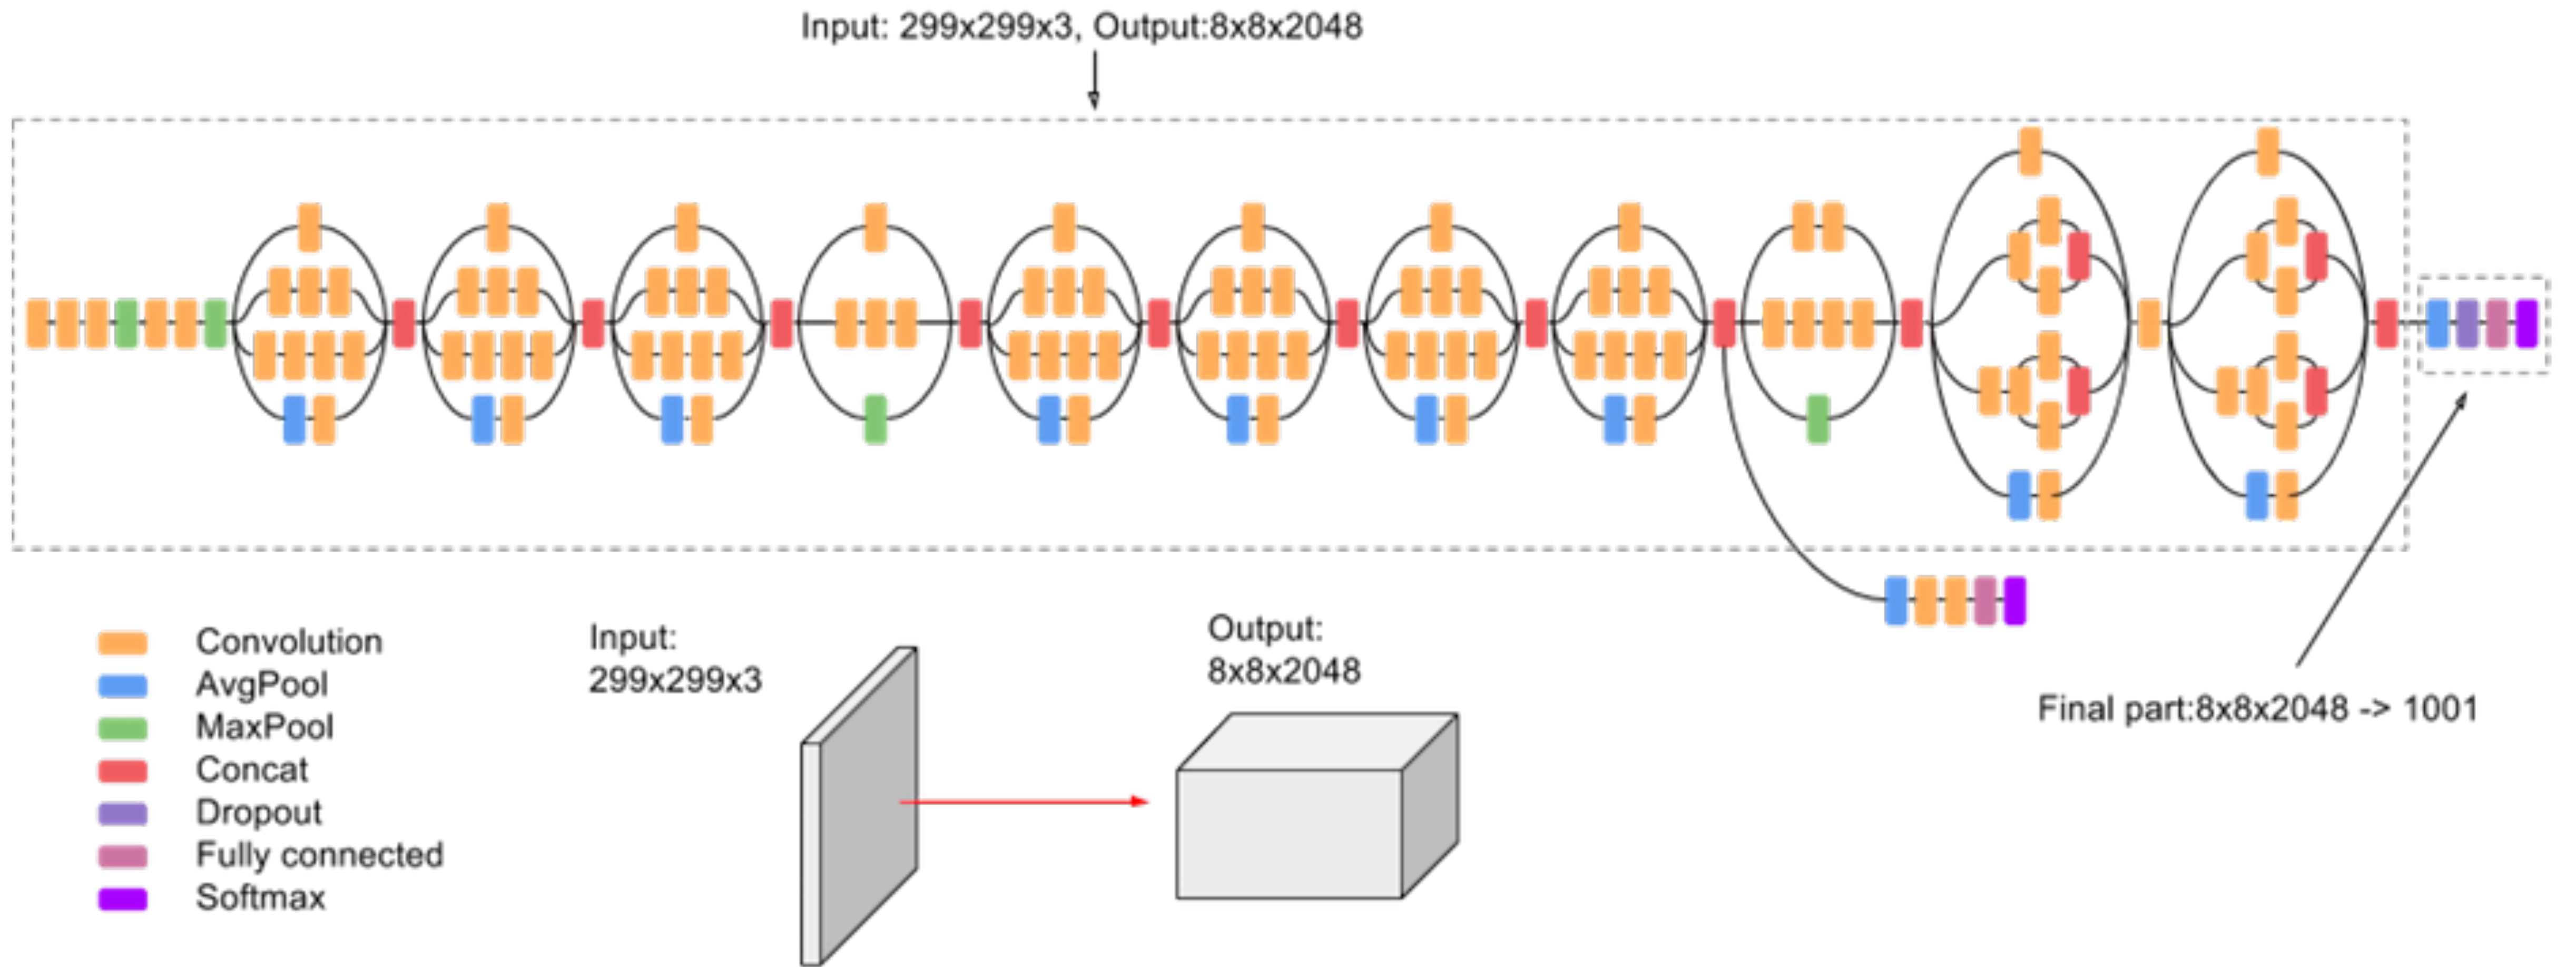 Input: 299x299x3, Output:8x8x2048
Convolution
AvgPool
MaxPool
Concat
Dropout
Fully connected
Softmax
Input:
299x299x3
Output:
8x8x2048
Final part:8x8x2048 -> 1001